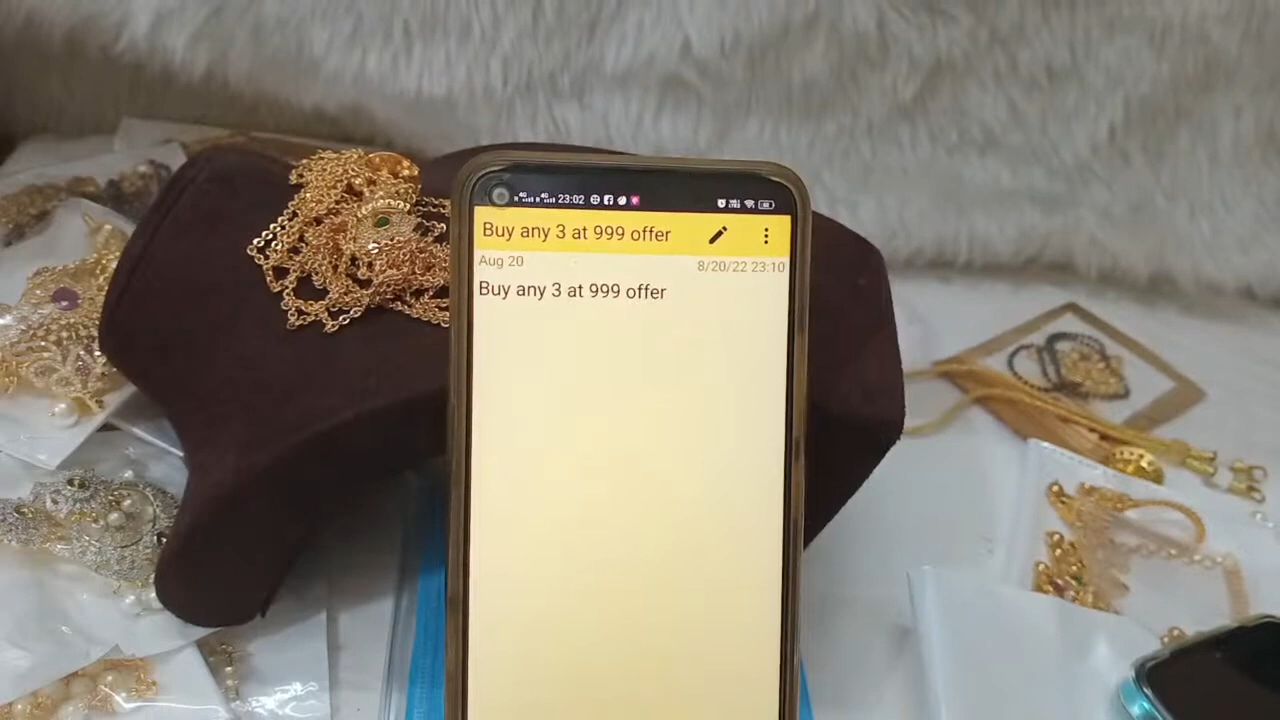 23:02
Buy any 3 at 999 offer
Aug 20 8/20/22 23:10
Buy any 3 at 999 offer